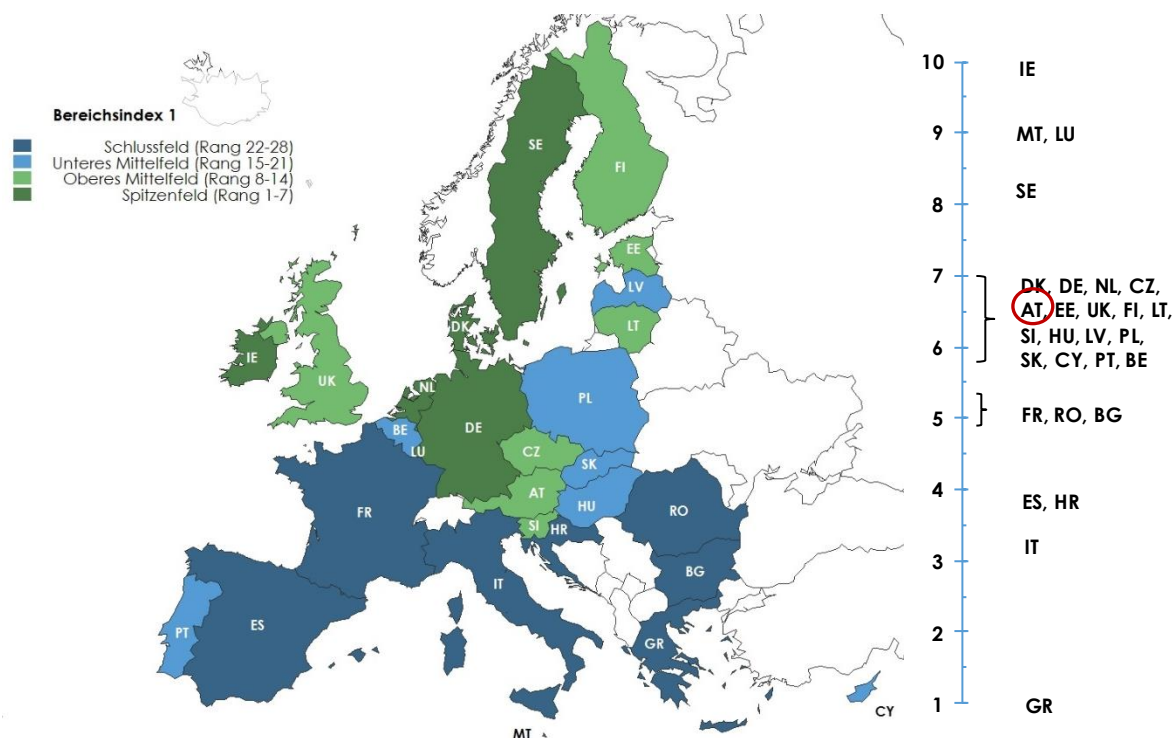 Bereichsindex 1
Schlussfeld (Rang 22-28)
Unteres Mittelfeld (Rang 15-21)
Oberes Mittelfeld (Rang 8-14)
Spitzenfeld (Rang 1-7)
SE
FI
EE
LV
LT
DK
IE
UK
NL
PL
DE
BE
LU
CZ
SK
AT
HU
FR
SI
HR
RO
IT
BG
ES
PT
GR
CY
MT
10
IE
9
MT, LU
8
SE
7
DK, DE, NL, CZ,
AT, EE, UK, FI, LT,
SI, HU, LV, PL,
6
SK, CY, PT, BE
5
FR, RO, BG
4
ES, HR
3
IT
2
1
GR